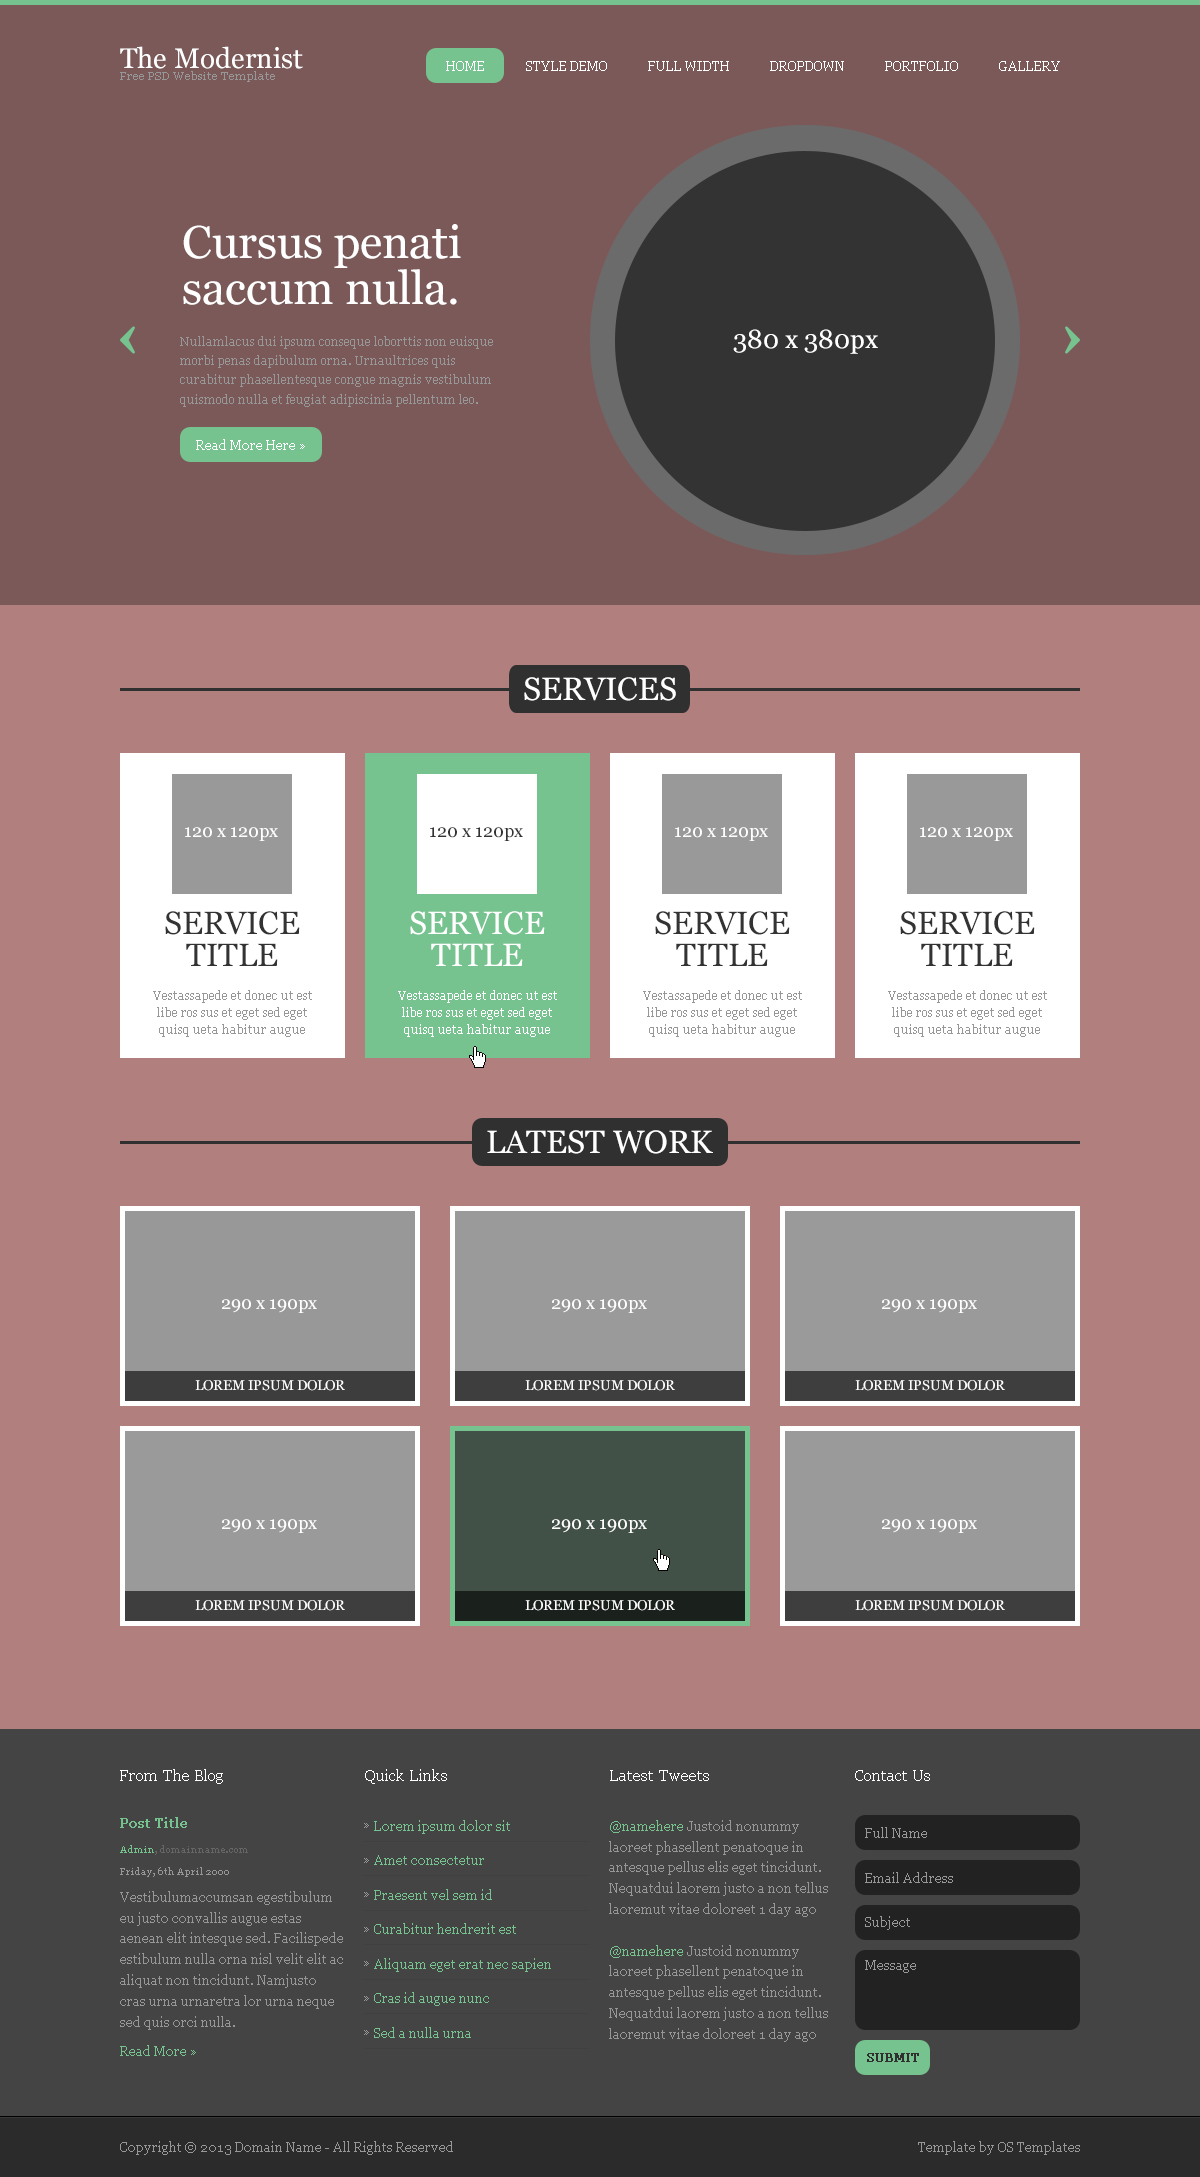 The Modernist
Free PSD Website Template
HOME
STYLE DEMO
FULL WIDTH
DROPDOWN
PORTFOLIO
GALLERY
Cursus penati
saccum nulla.
Nullamlacus dui ipsum conseque loborttis non euisque
morbi penas dapibulum orna. Urnaultrices quis
curabitur phasellentesque congue magnis vestibulum
quismodo nulla et feugiat adipiscinia pellentum leo.
Read More Here »
380 x 380px
SERVICES
120 x 120px
SERVICE
TITLE
Vestassapede et donec ut est
libe ros sus et eget sed eget
quisq ueta habitur augue
120 x 120px
SERVICE
TITLE
Vestassapede et donec ut est
libe ros sus et eget sed eget
quisq ueta habitur augue
120 x 120px
SERVICE
TITLE
Vestassapede et donec ut est
libe ros sus et eget sed eget
quisq ueta habitur augue
120 x 120px
SERVICE
TITLE
Vestassapede et donec ut est
libe ros sus et eget sed eget
quisq ueta habitur augue
LATEST WORK
290 x 190px
LOREM IPSUM DOLOR
290 x 190px
LOREM IPSUM DOLOR
290 x 190px
LOREM IPSUM DOLOR
290 x 190px
LOREM IPSUM DOLOR
290 x 190px
LOREM IPSUM DOLOR
290 x 190px
LOREM IPSUM DOLOR
From The Blog
Post Title
Admin, domainname.com
Friday, 6th April 2000
Vestibulumaccumsan egestibulum
eu justo convallis augue estas
aenean elit intesque sed. Facilispede
estibulum nulla orna nisl velit elit ac
aliquat non tincidunt. Namjusto
cras urna urnaretra lor urna neque
sed quis orci nulla.
Read More »
Quick Links
» Lorem ipsum dolor sit
» Amet consectetur
» Praesent vel sem id
» Curabitur hendrerit est
» Aliquam eget erat nec sapien
» Cras id augue nunc
» Sed a nulla urna
Latest Tweets
@namehere Justoid nonummy
laoreet phasellent penatoque in
antesque pellus elis eget tincidunt.
Nequatdui laorem justo a non tellus
laoremut vitae doloreet 1 day ago
@namehere Justoid nonummy
laoreet phasellent penatoque in
antesque pellus elis eget tincidunt.
Nequatdui laorem justo a non tellus
laoremut vitae doloreet 1 day ago
Contact Us
Full Name
Email Address
Subject
Message
SUBMIT
Copyright © 2013 Domain Name - All Rights Reserved
Template by OS Templates